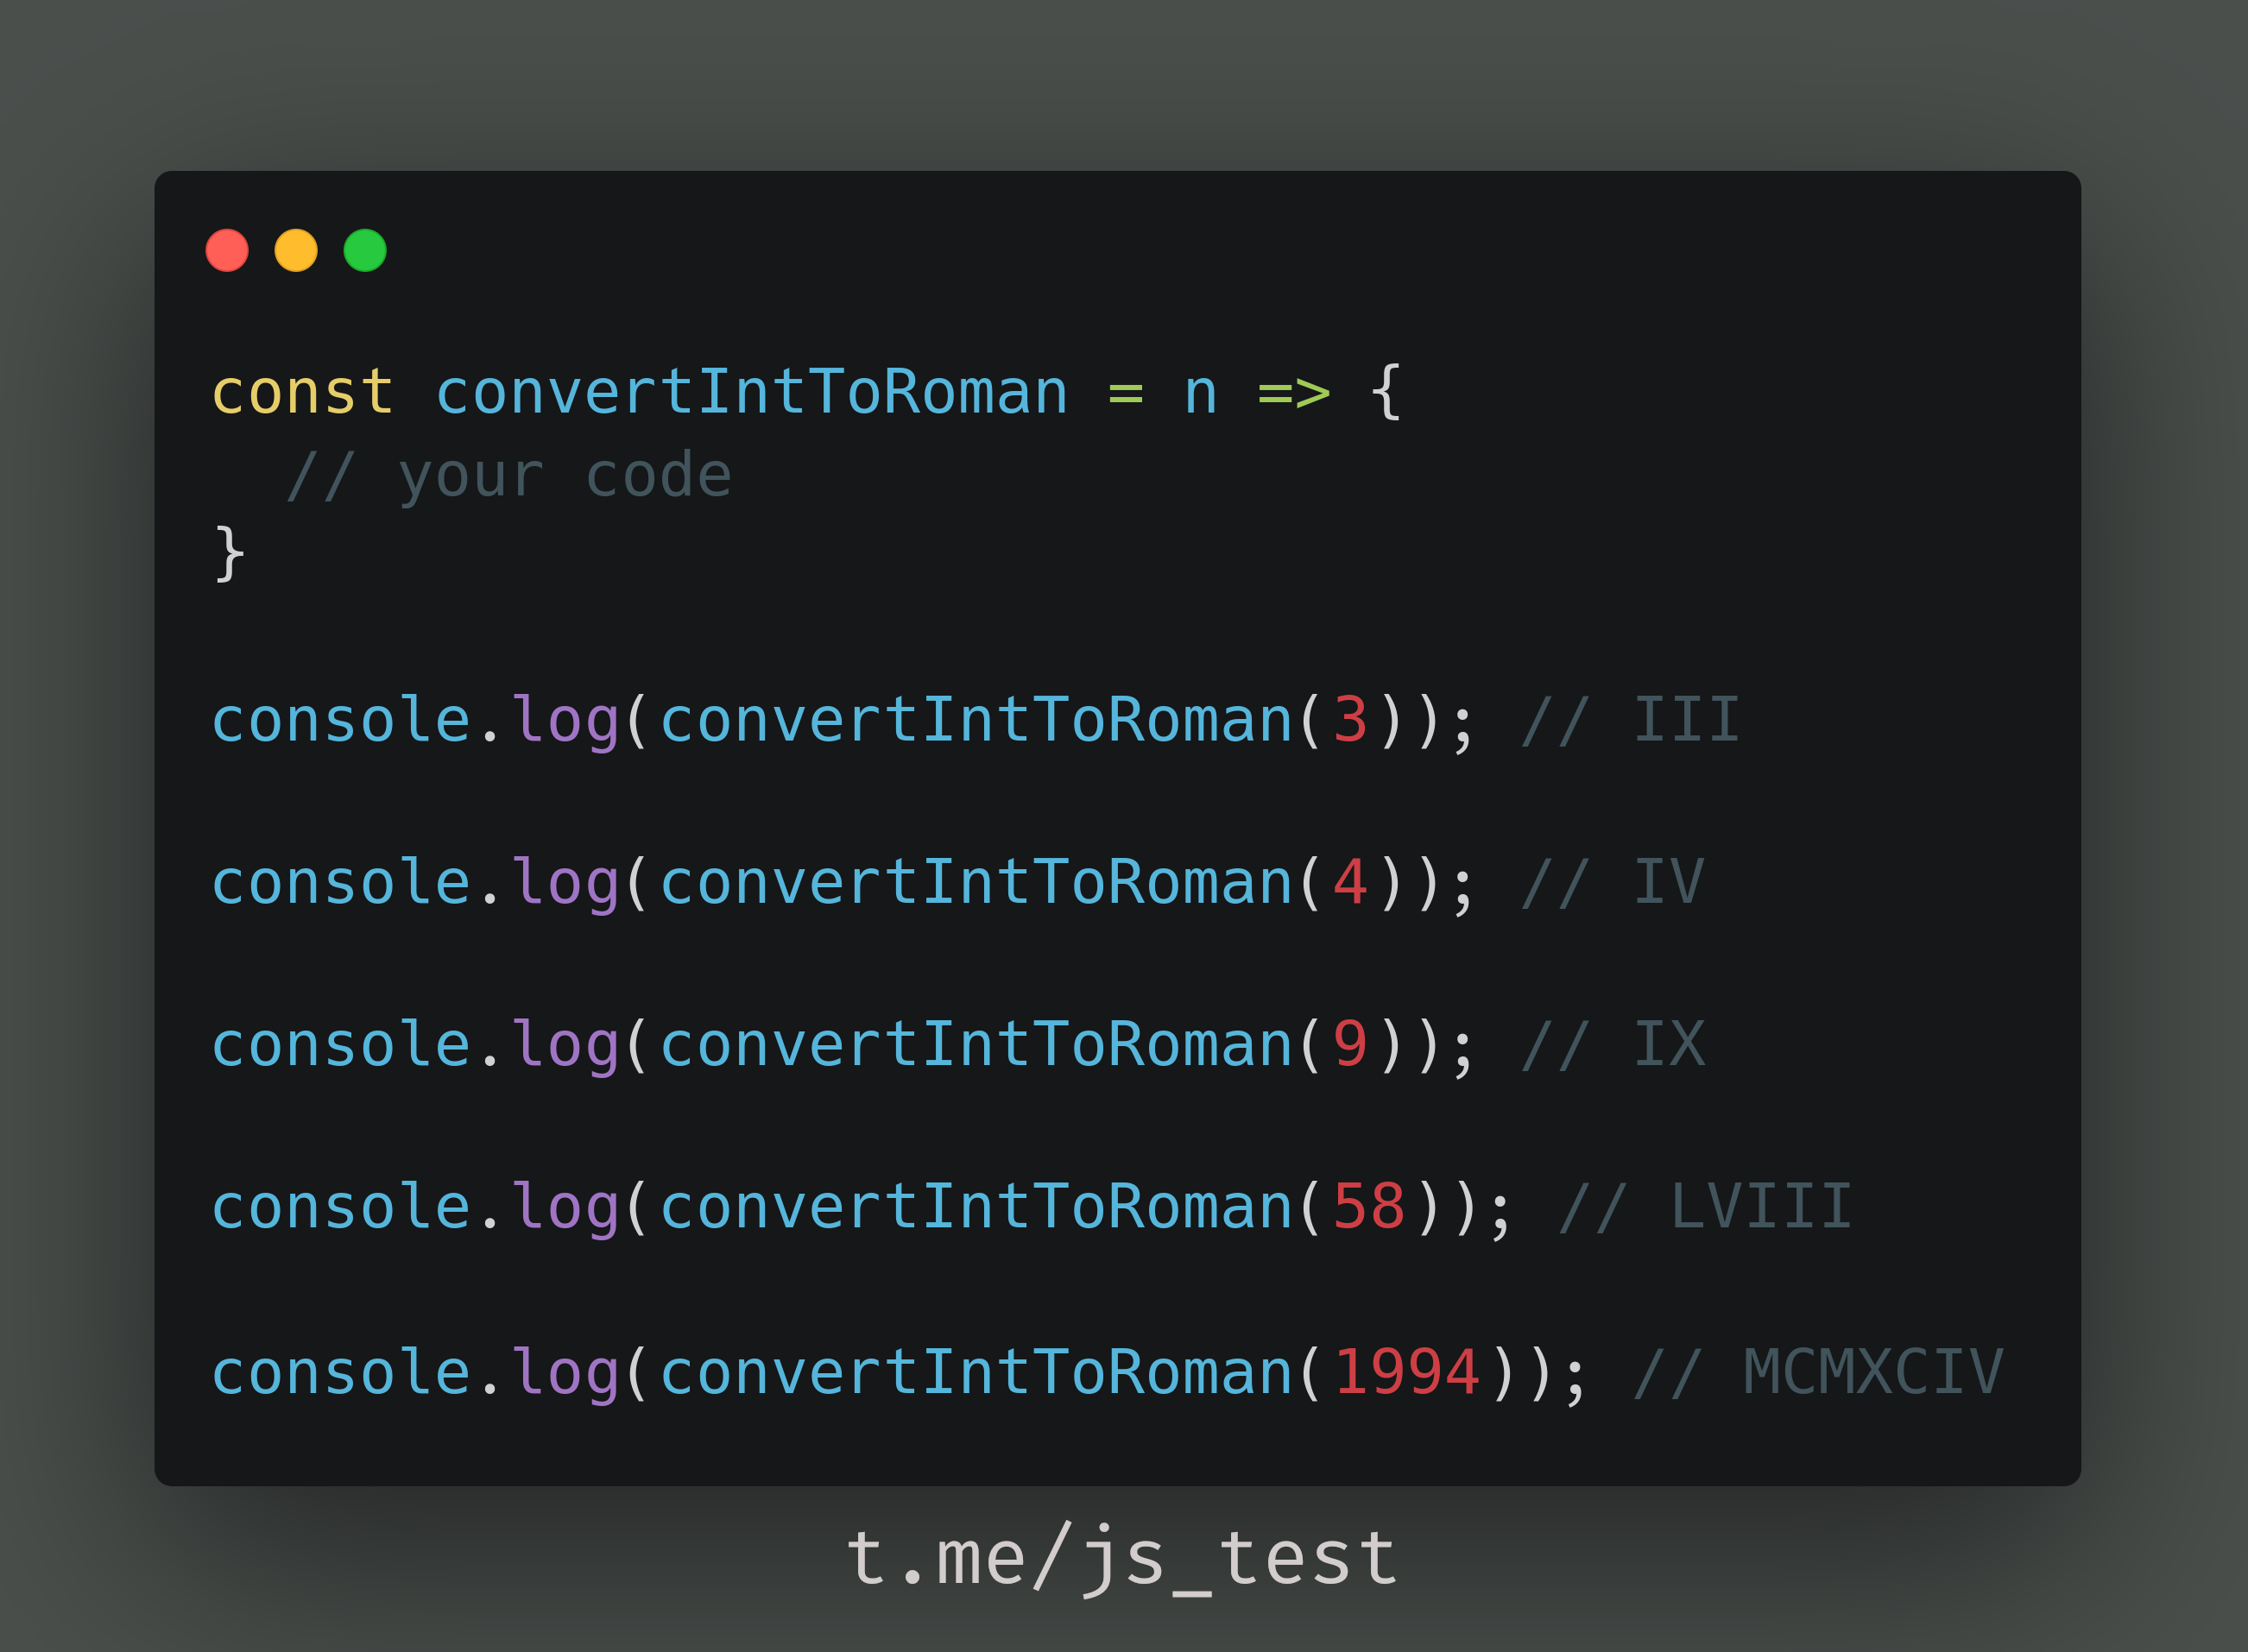 const convertIntToRoman = n => {
  // your code
}
console.log(convertIntToRoman(3)); // III
console.log(convertIntToRoman(4)); // IV
console.log(convertIntToRoman(9)); // IX
console.log(convertIntToRoman(58)); // LVIII
console.log(convertIntToRoman(1994)); // MCMXCIV
t.me/js_test